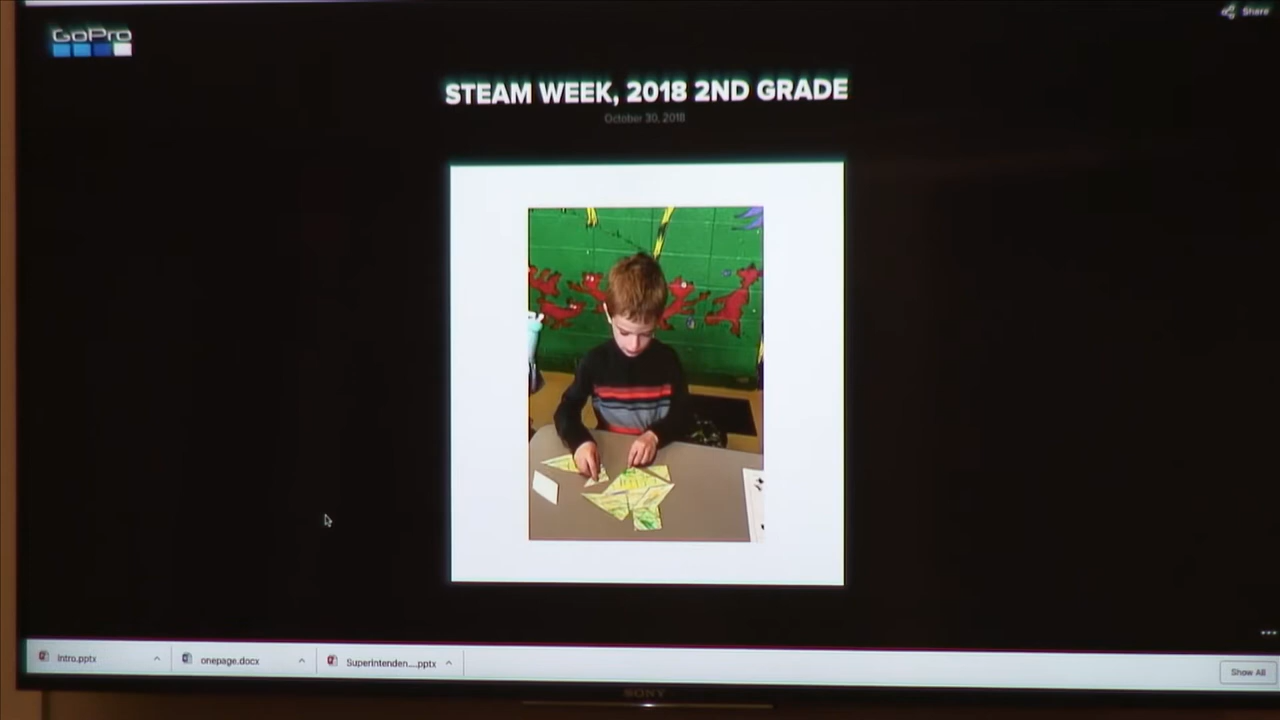 Share
GoPro
STEAM WEEK, 2018 2ND GRADE
October 30, 2018
Intro.pptx
onepage.docx
Superintenden....pptx
Show All
SONY